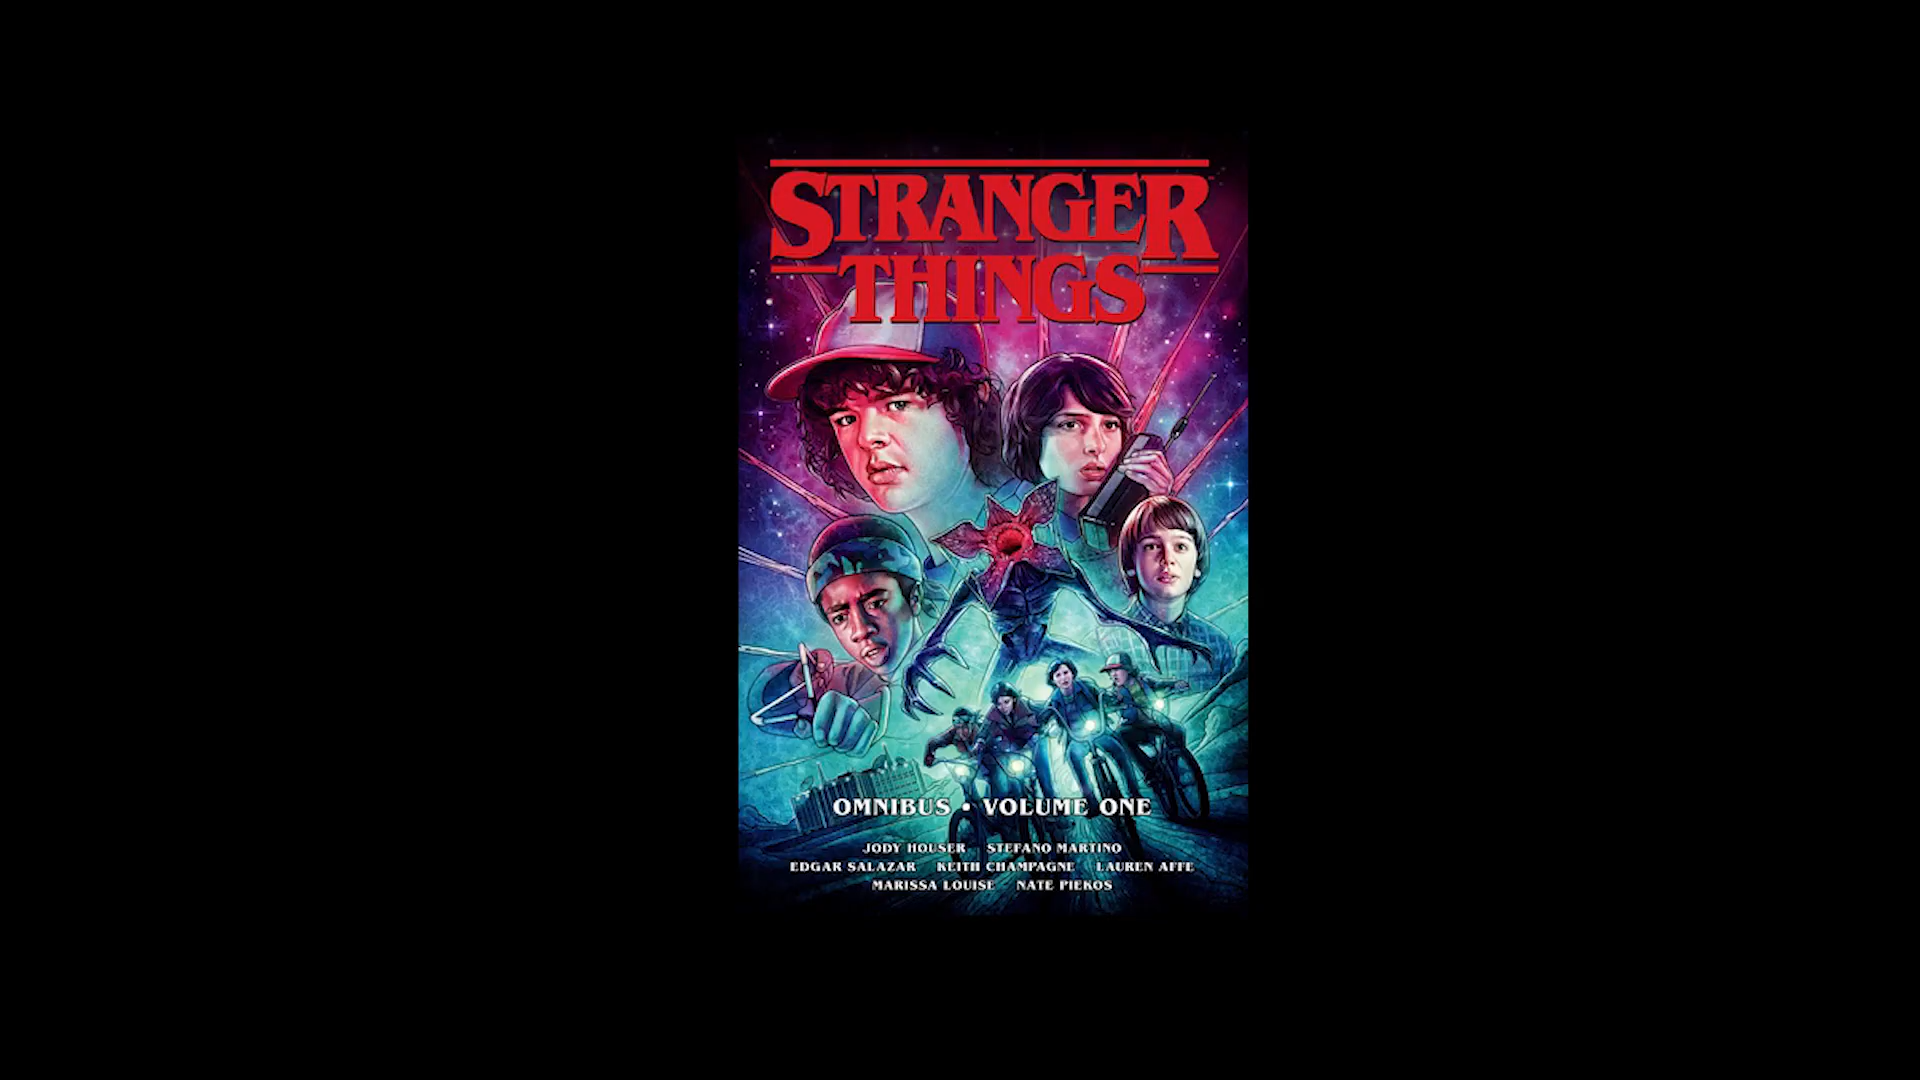 STRANGER
THINGS
OMNIBUS • VOLUME ONE
JODY HOUSER STEFANO MARTINO
EDGAR SALAZAR KEITH CHAMPAGNE LAUREN AFFE
MARISSA LOUISE NATE PIEKOS